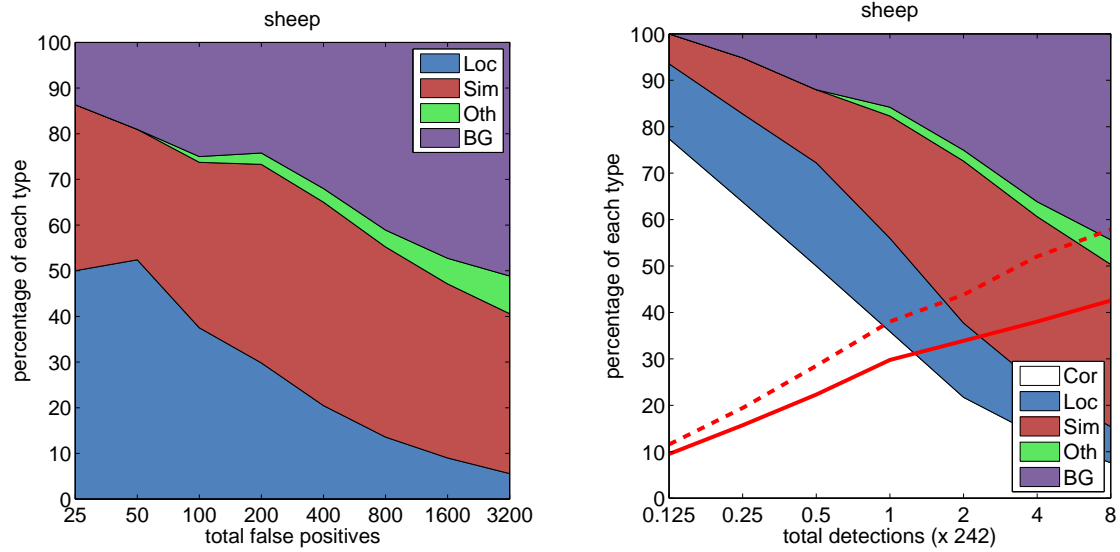 sheep
percentage of each type
100
90
80
70
60
50
40
30
20
10
0
Loc
Sim
Oth
BG
25 50 100 200 400 800 1600 3200
total false positives
sheep
percentage of each type
100
90
80
70
60
50
40
30
20
10
0
Cor
Loc
Sim
Oth
BG
0.125 0.25 0.5 1 2 4 8
total detections (x 242)